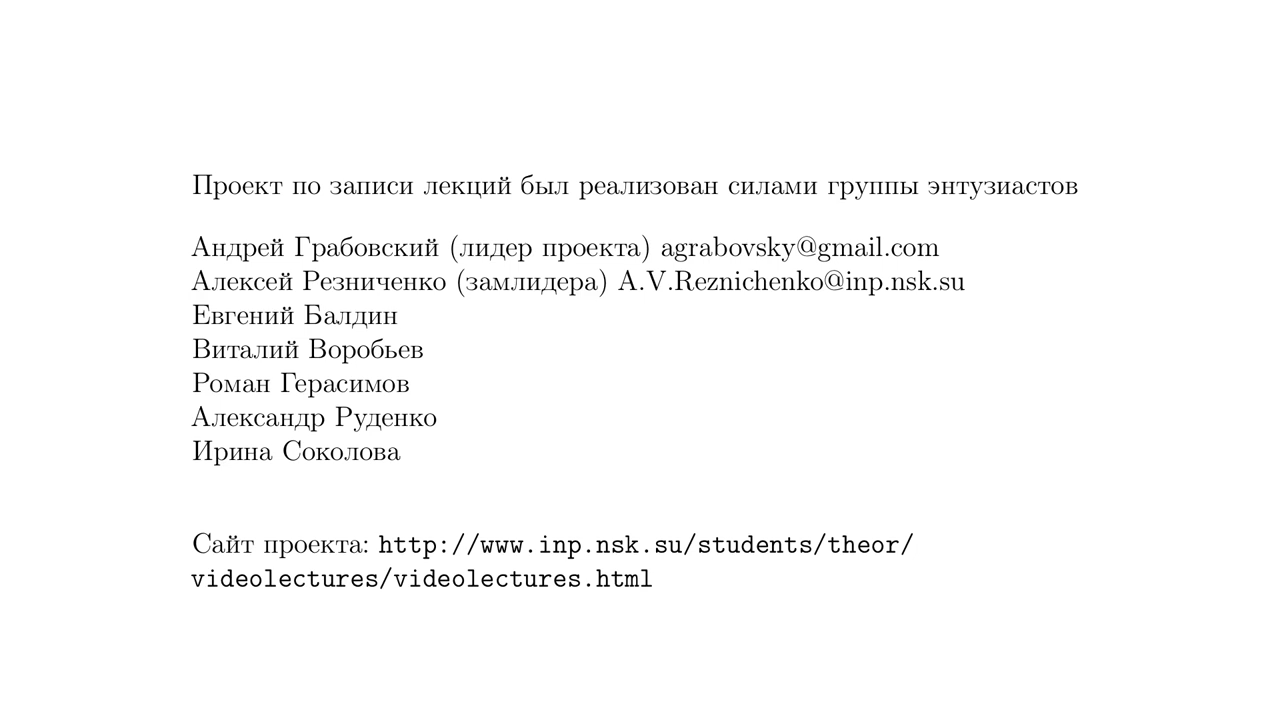 Проект по записи лекций был реализован силами группы энтузиастов
Андрей Грабовский (лидер проекта) agrabovsky@gmail.com
Алексей Резниченко (замлидера) A.V.Reznichenko@inp.nsk.su
Евгений Балдин
Виталий Воробьев
Роман Герасимов
Александр Руденко
Ирина Соколова
Сайт проекта: http://www.inp.nsk.su/students/theor/
videolectures/videolectures.html